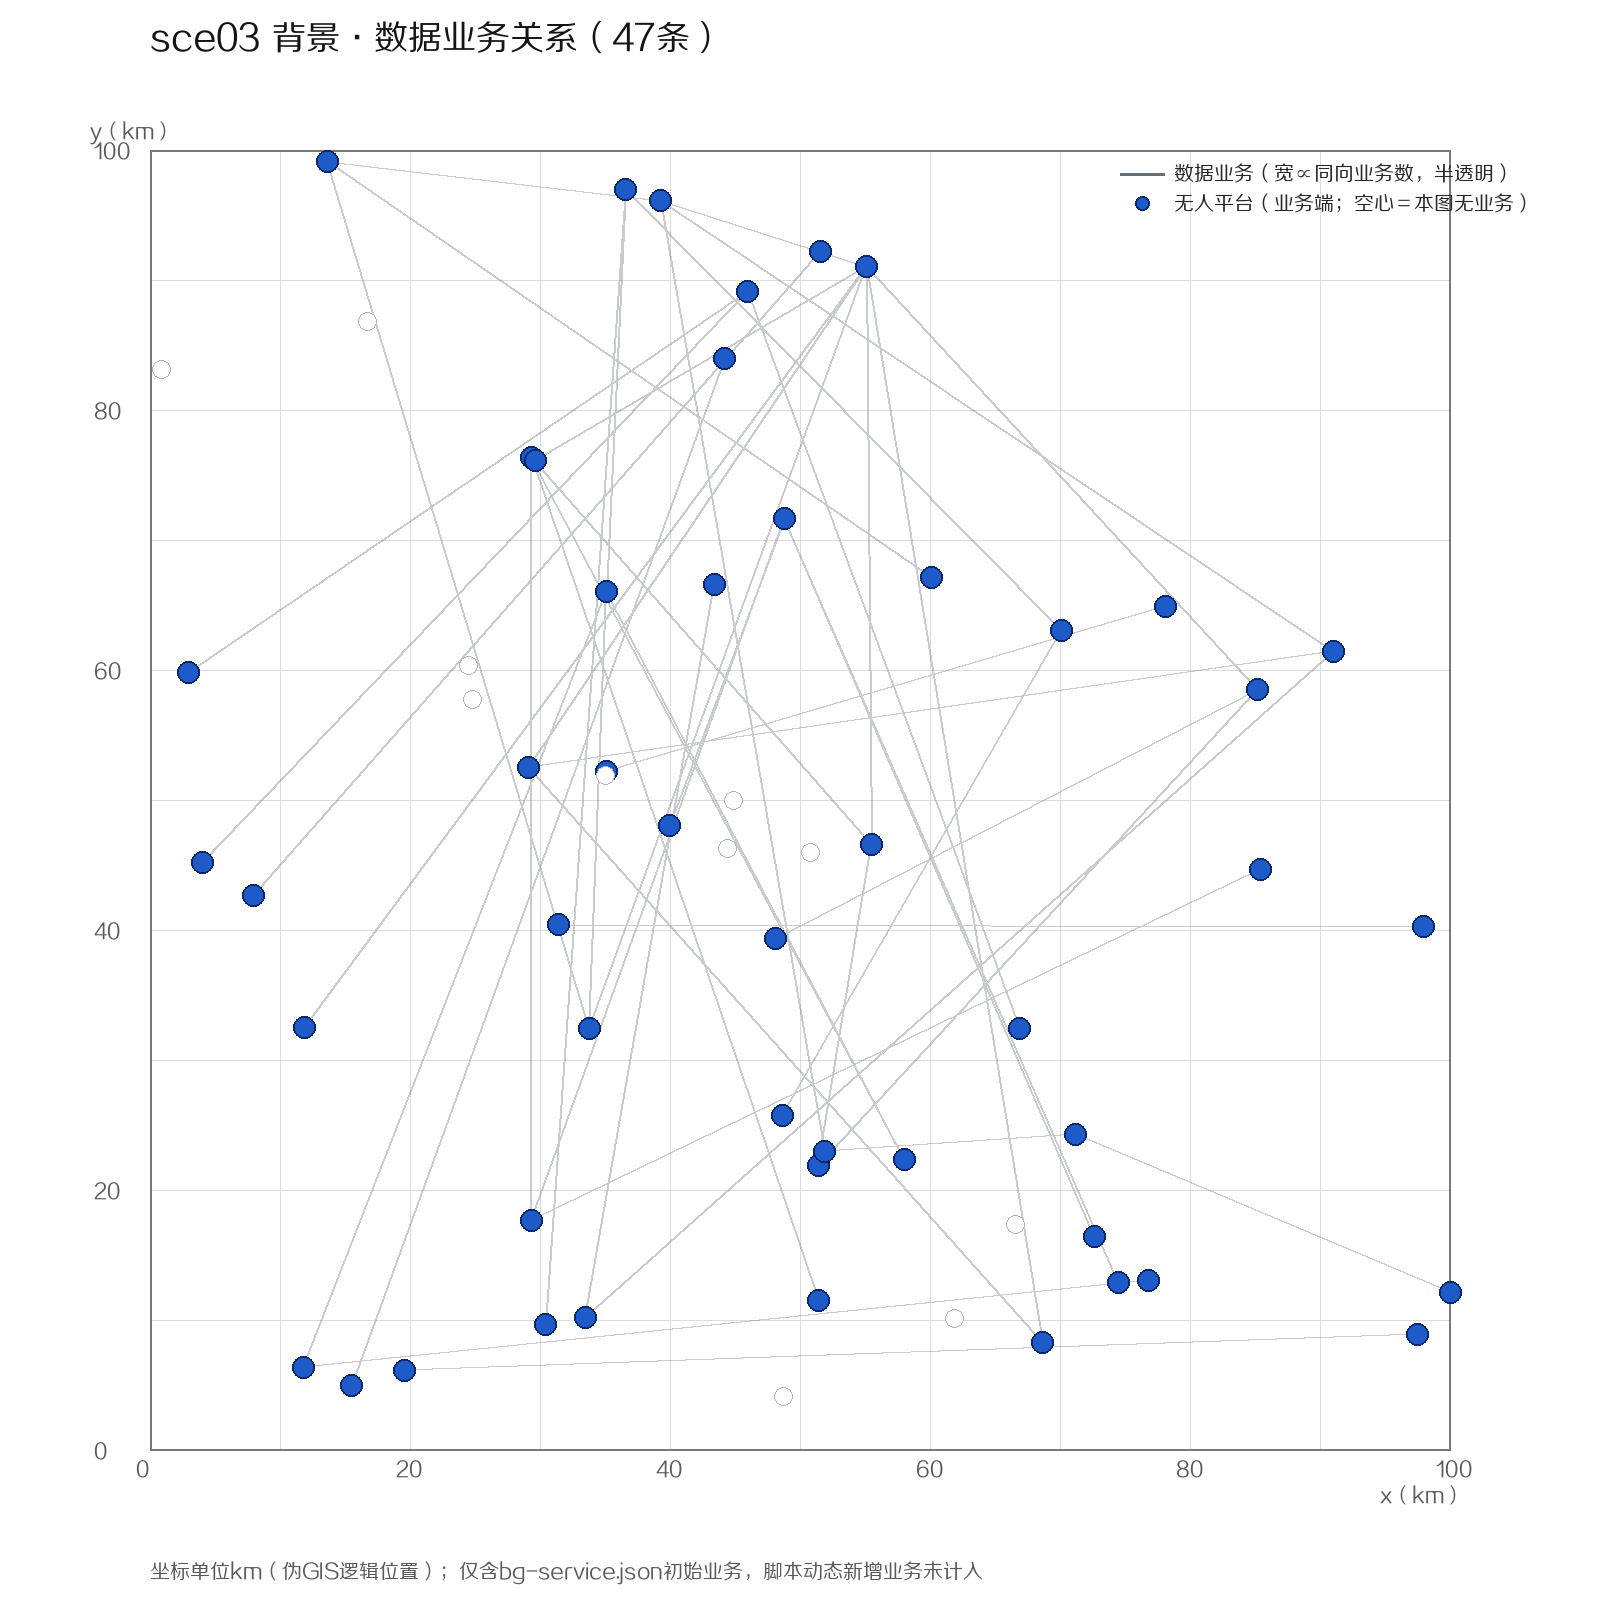 sce03 背景·数据业务关系（47条）
y（km）
100
80
60
40
20
0
0 20 40 60 80 100
x（km）
数据业务（宽∝同向业务数，半透明）
无人平台（业务端；空心＝本图无业务）
坐标单位km（伪GIS逻辑位置）；仅含bg-service.json初始业务，脚本动态新增业务未计入